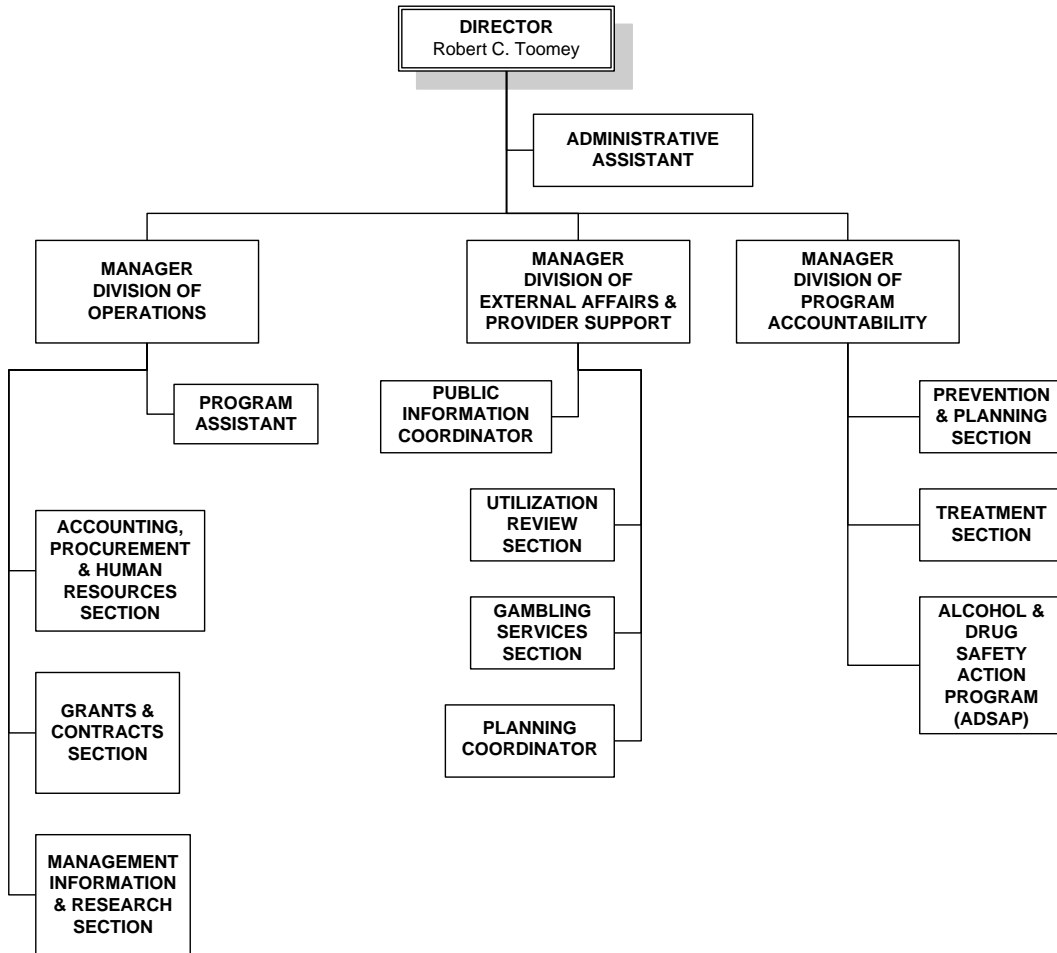 DIRECTOR
Robert C. Toomey
ADMINISTRATIVE
ASSISTANT
MANAGER
DIVISION OF
OPERATIONS
MANAGER
DIVISION OF
EXTERNAL AFFAIRS &
PROVIDER SUPPORT
MANAGER
DIVISION OF
PROGRAM
ACCOUNTABILITY
PROGRAM
ASSISTANT
PUBLIC
INFORMATION
COORDINATOR
PREVENTION
& PLANNING
SECTION
ACCOUNTING,
PROCUREMENT
& HUMAN
RESOURCES
SECTION
UTILIZATION
REVIEW
SECTION
TREATMENT
SECTION
GAMBLING
SERVICES
SECTION
ALCOHOL &
DRUG
SAFETY
ACTION
PROGRAM
(ADSAP)
GRANTS &
CONTRACTS
SECTION
PLANNING
COORDINATOR
MANAGEMENT
INFORMATION
& RESEARCH
SECTION